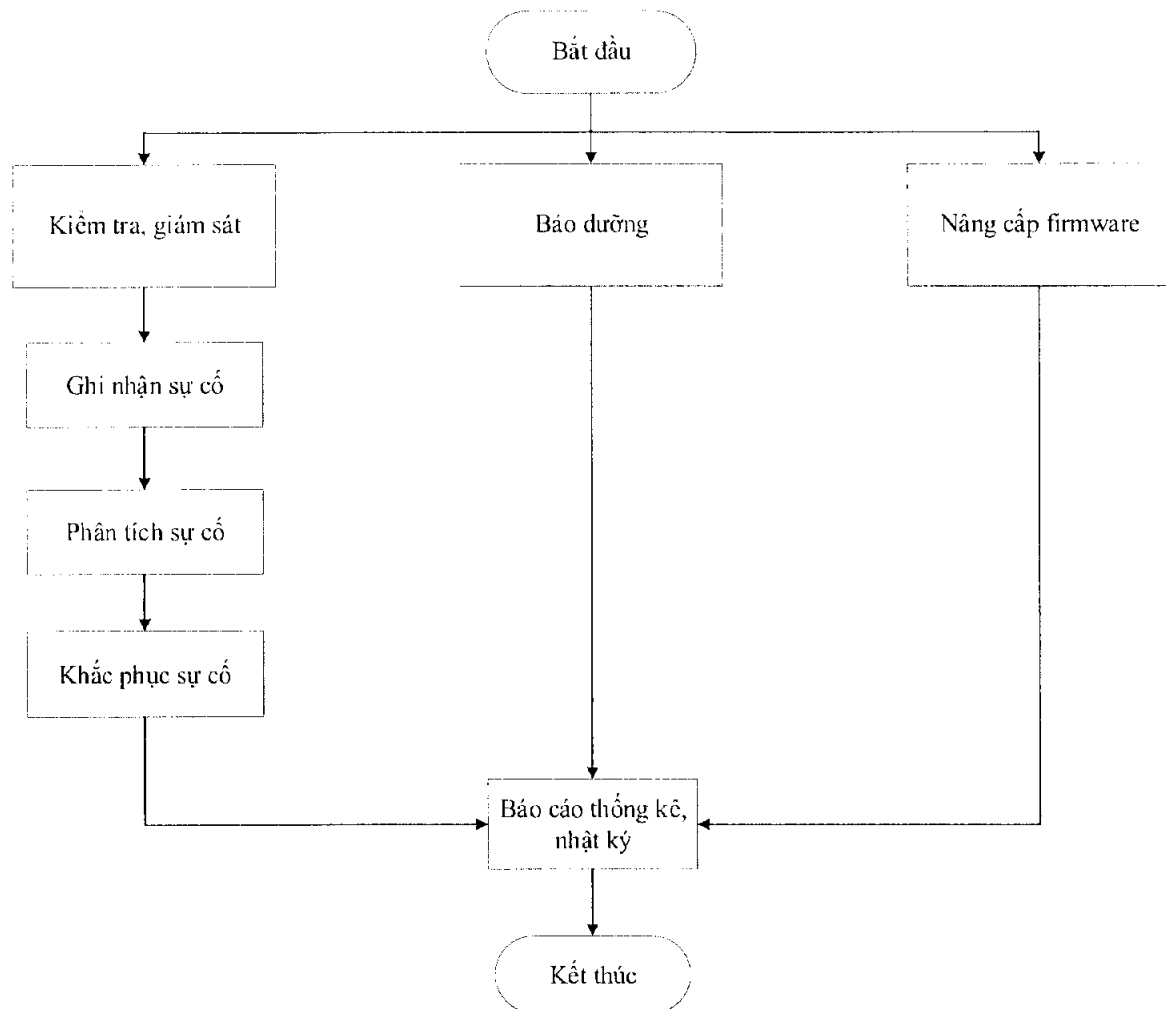 Bắt đầu
Kiểm tra, giám sát
Bảo dưỡng
Nâng cấp firmware
Ghi nhận sự cố
Phân tích sự cố
Khắc phục sự cố
Báo cáo thống kê,
nhật ký
Kết thúc